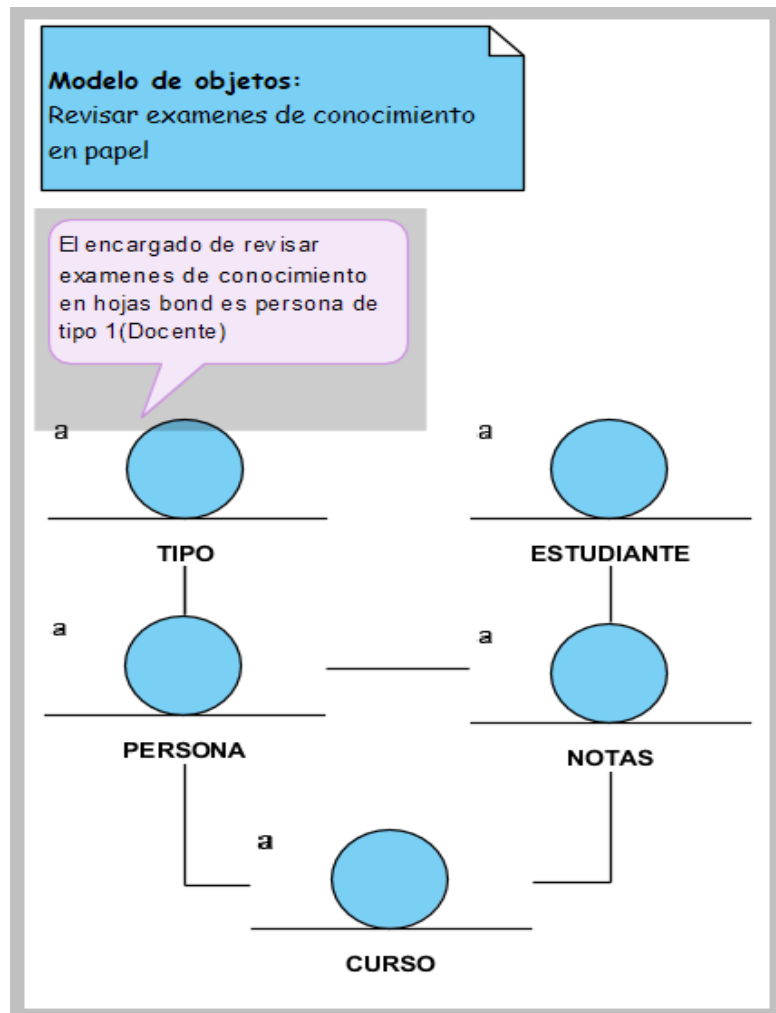 Modelo de objetos:
Revisar examenes de conocimiento
en papel
El encargado de revisar
examenes de conocimiento
en hojas bond es persona de
tipo 1(Docente)
a
a
TIPO
ESTUDIANTE
a
a
PERSONA
NOTAS
a
CURSO